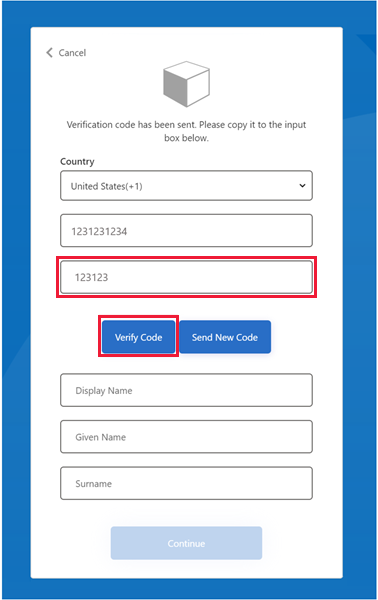 Cancel
Verification code has been sent. Please copy it to the input
box below.
Country
United States(+1)
1231231234
123123
Verify Code
Send New Code
Display Name
Given Name
Surname
Continue